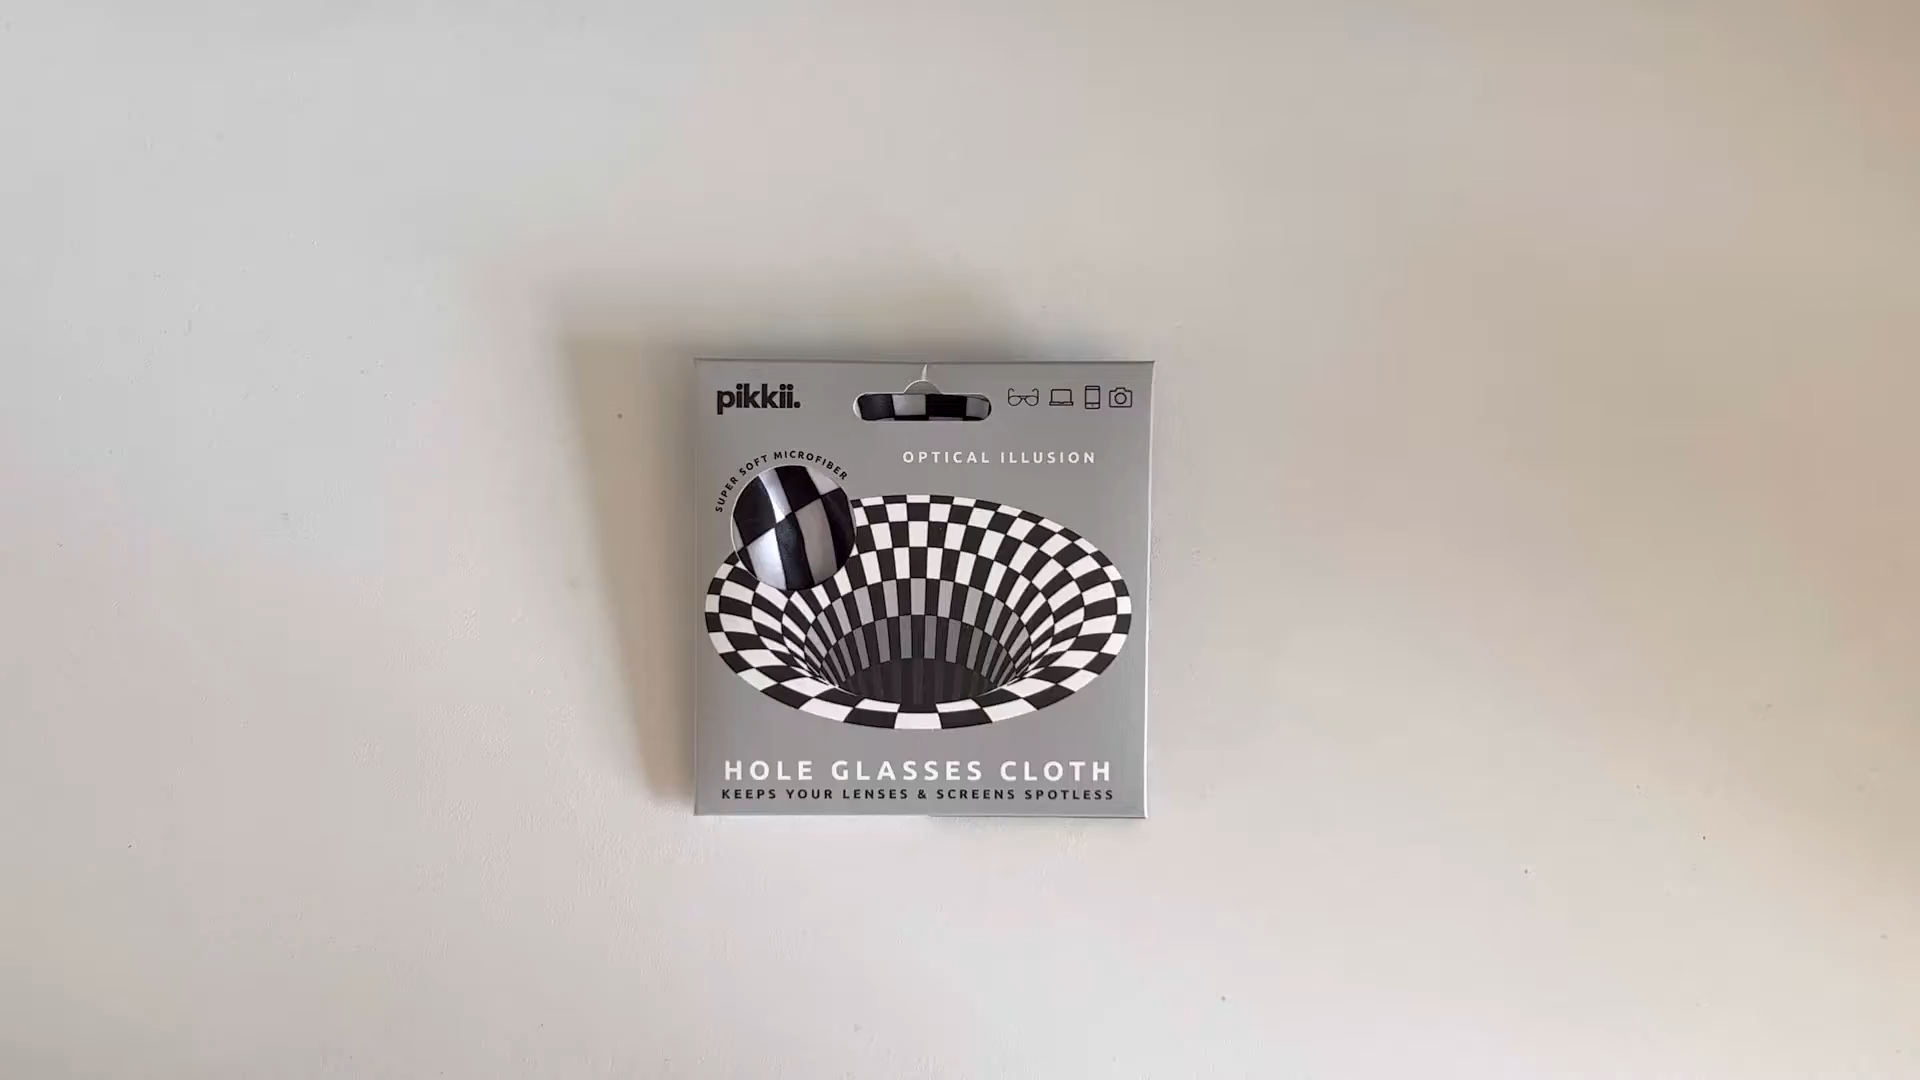 pikkii.
OPTICAL ILLUSION
SUPER SOFT MICROFIBER
HOLE GLASSES CLOTH
KEEPS YOUR LENSES & SCREENS SPOTLESS